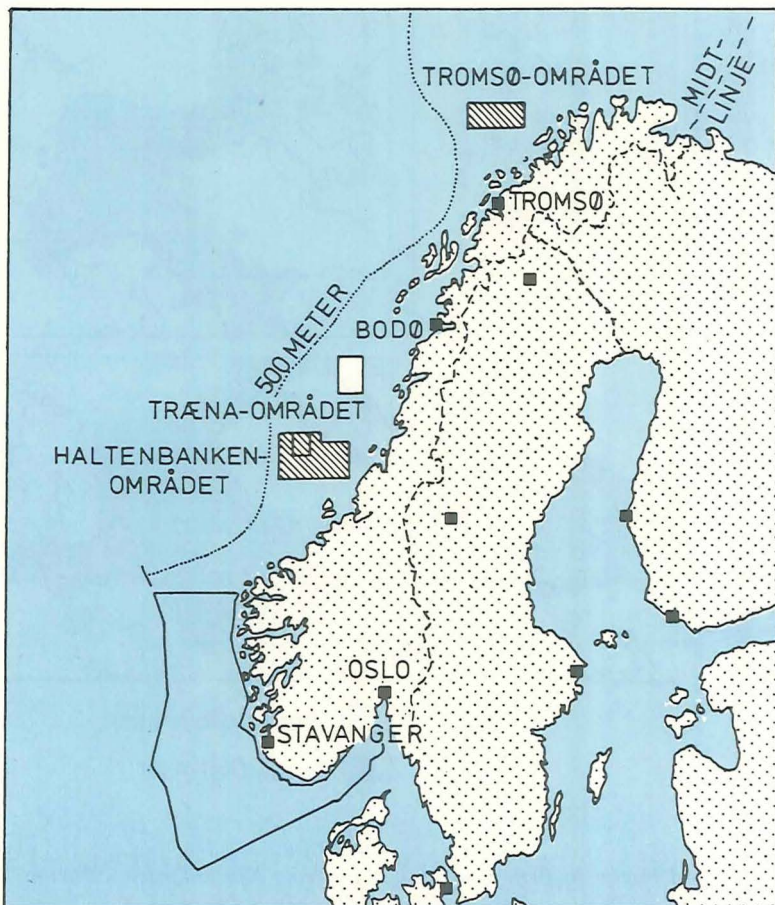 TROMSØ-OMRÅDET
MIDT-
LINJE
TROMSØ
500 METER
BODØ
TRÆNA-OMRÅDET
HALTENBANKEN-
OMRÅDET
OSLO
STAVANGER